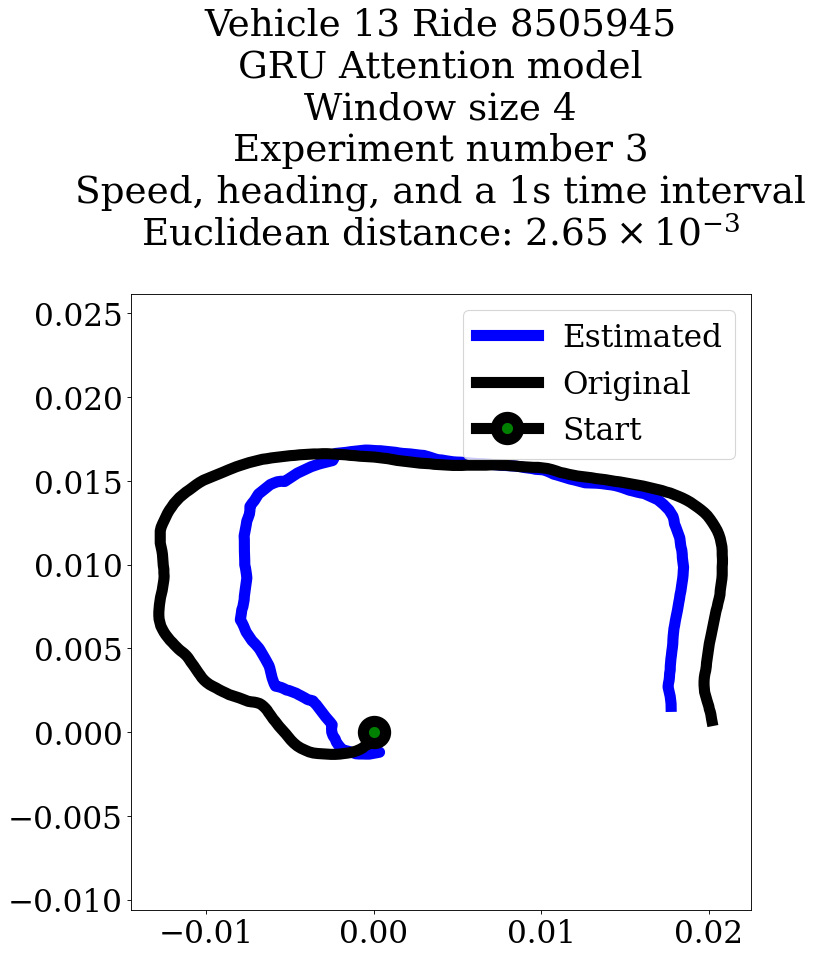 Vehicle 13 Ride 8505945
GRU Attention model
Window size 4
Experiment number 3
Speed, heading, and a 1s time interval
Euclidean distance: 2.65 × 10⁻³
Estimated
Original
Start
0.025
0.020
0.015
0.010
0.005
0.000
−0.005
−0.010
−0.01 0.00 0.01 0.02